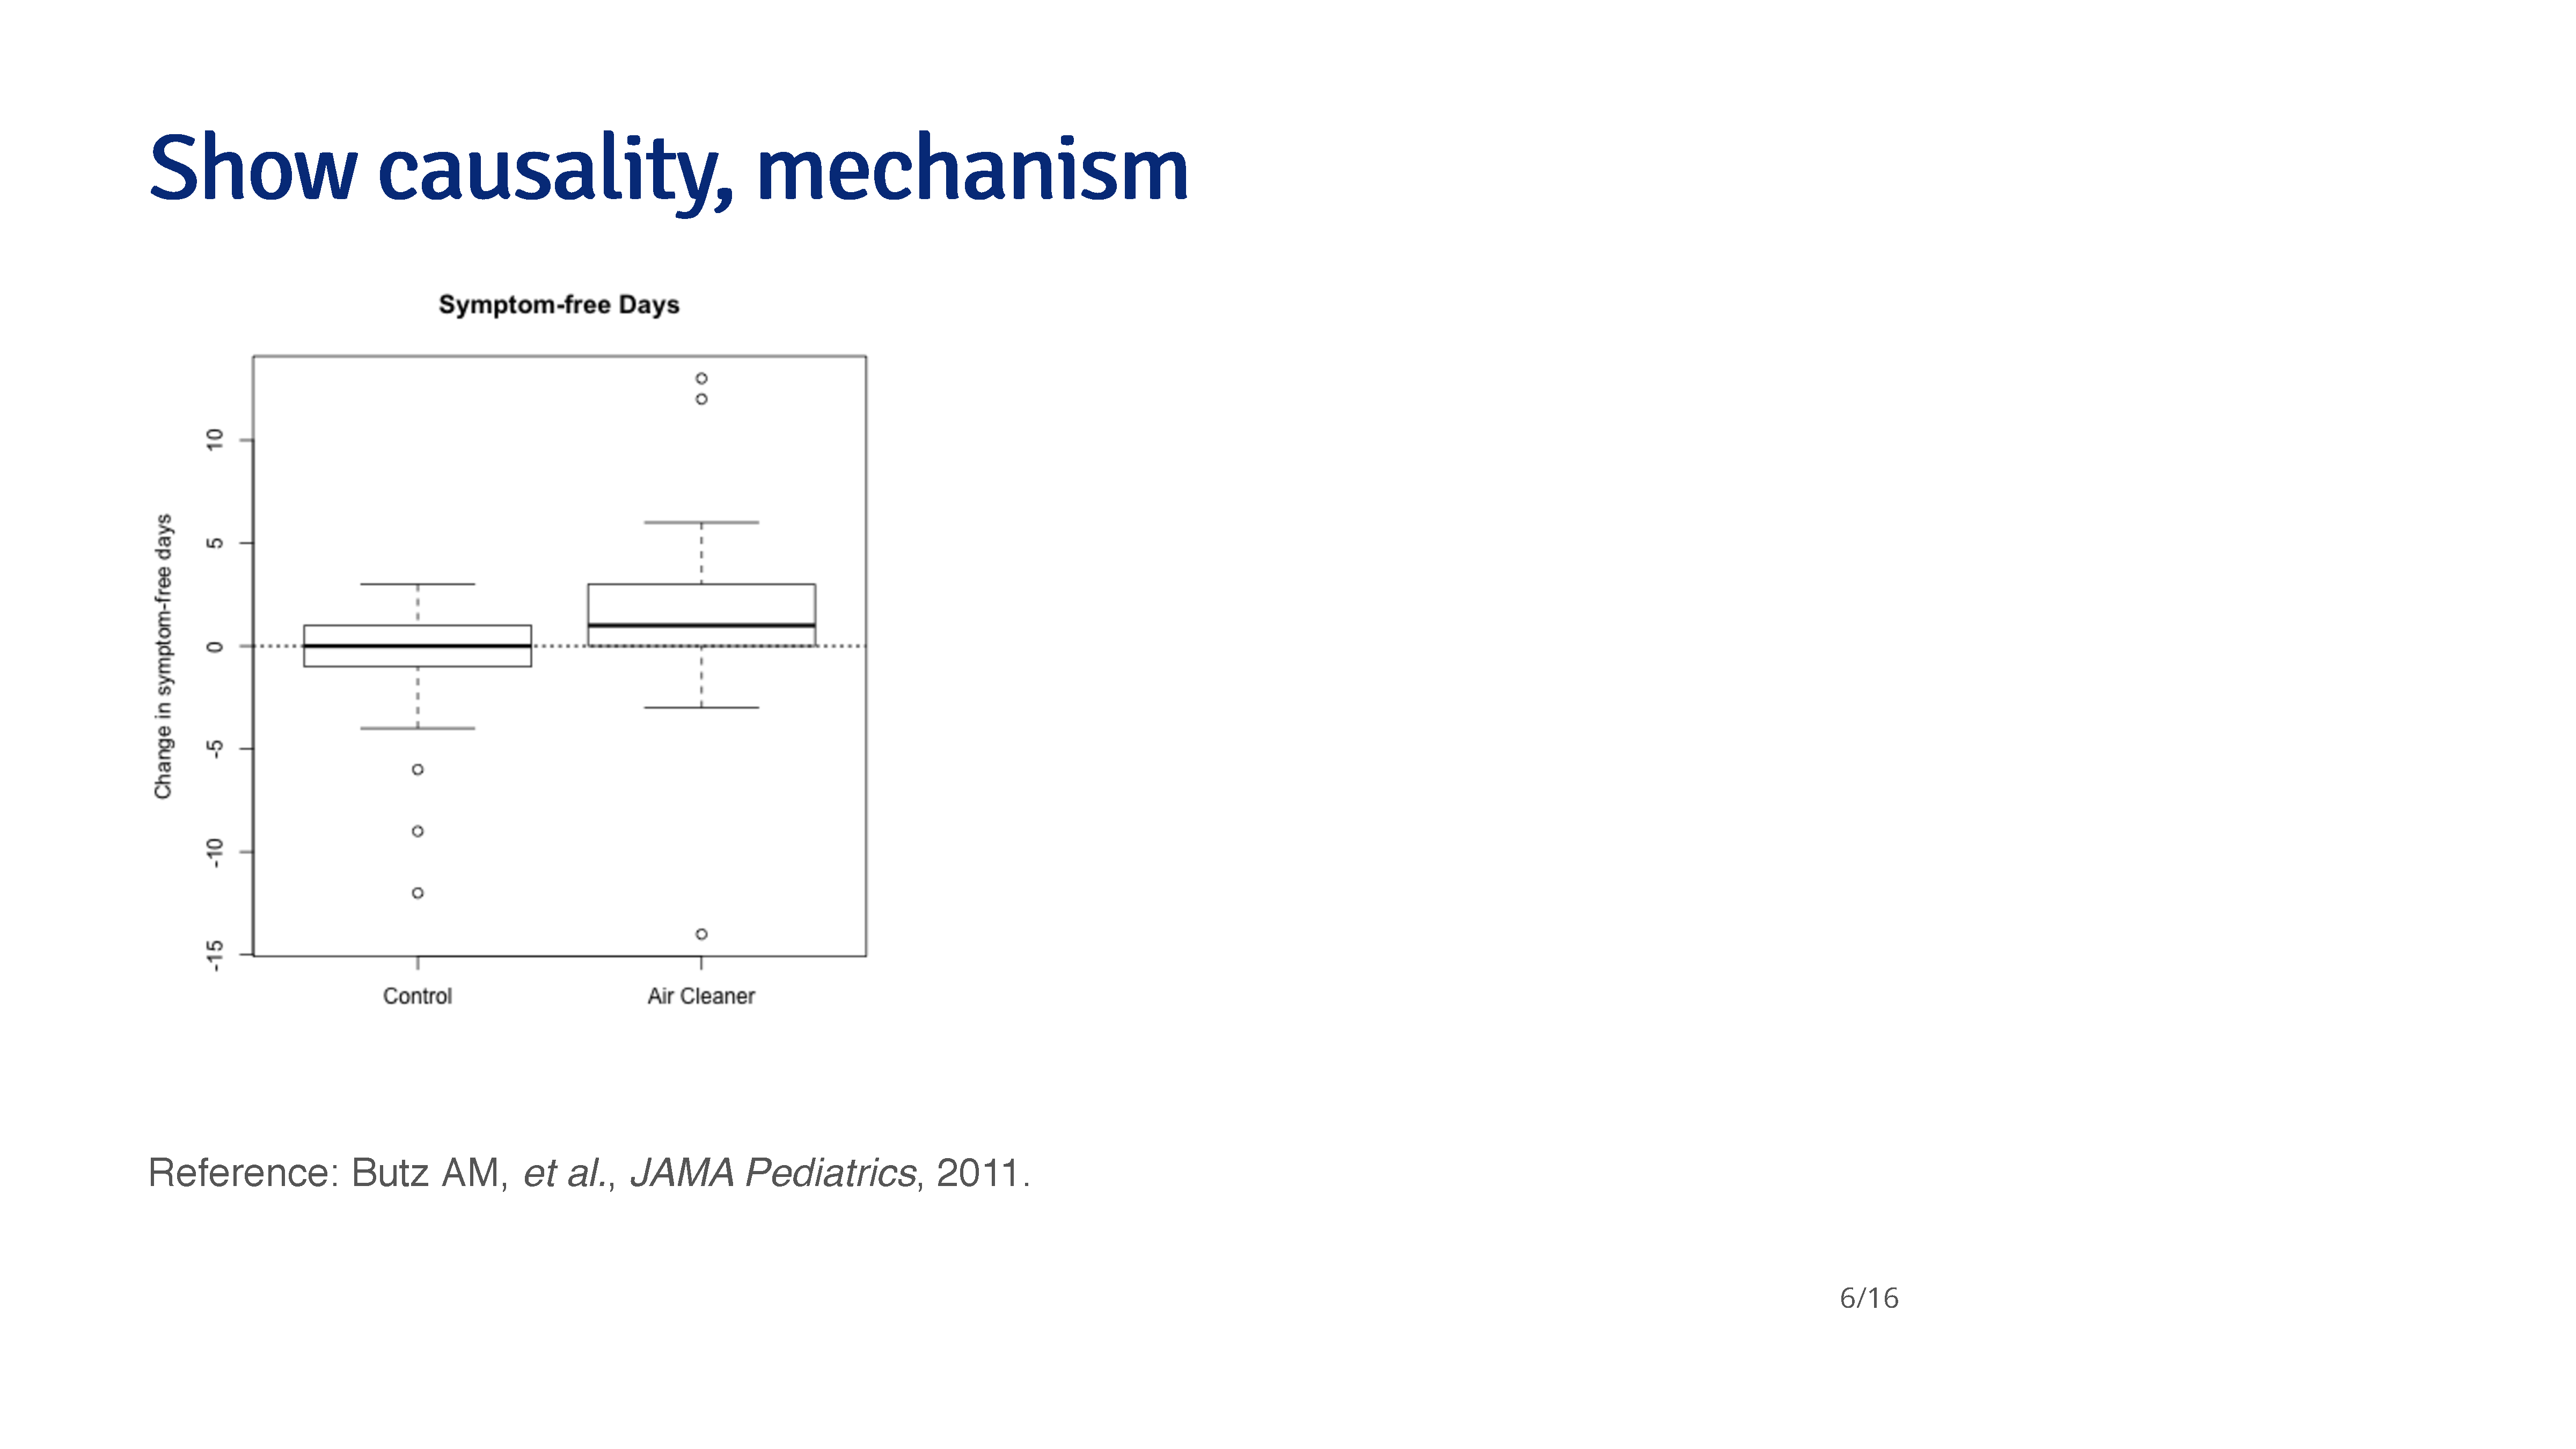 Show causality, mechanism
Symptom-free Days
Change in symptom-free days
10
5
0
-5
-10
-15
Control Air Cleaner
Reference: Butz AM, et al., JAMA Pediatrics, 2011.
6/16